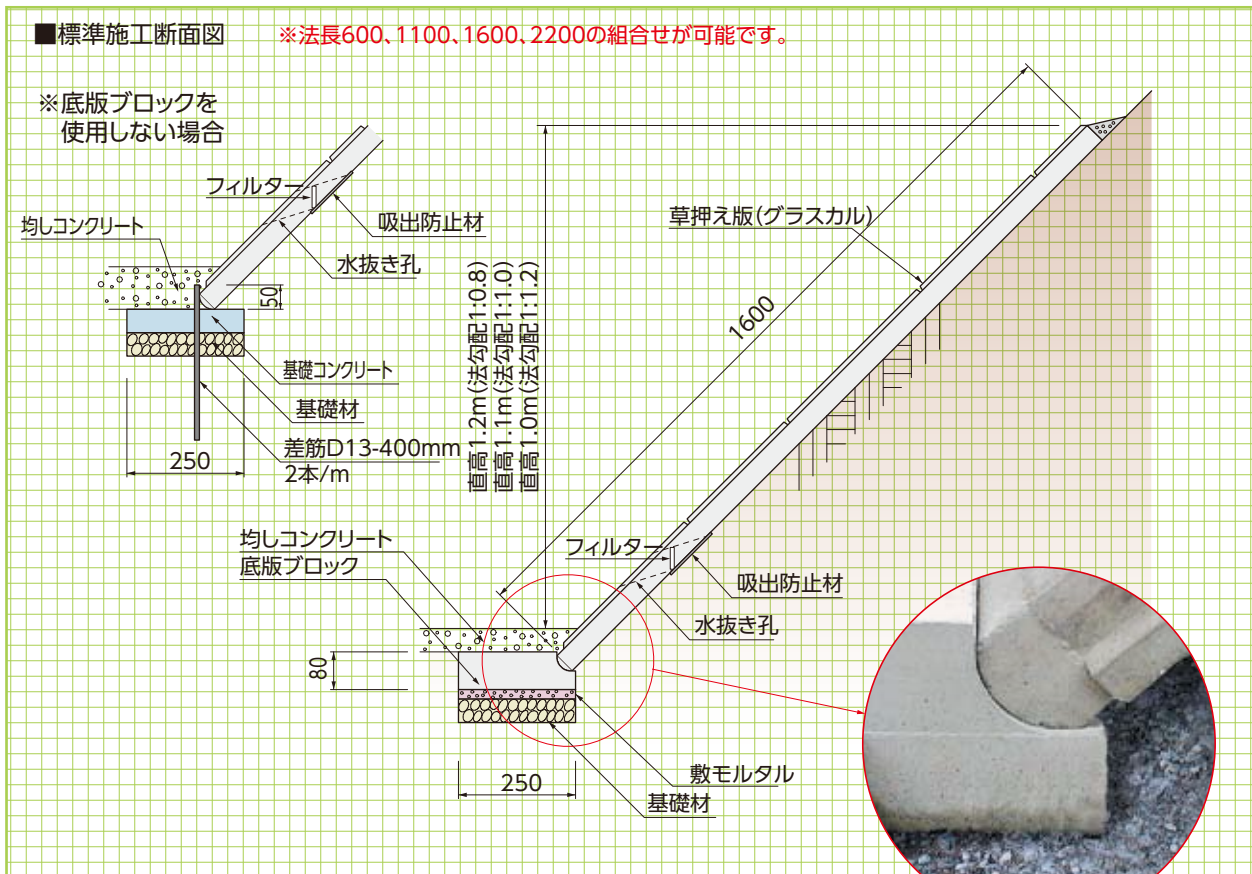 ■標準施工断面図
※法長600、1100、1600、2200の組合せが可能です。
※底版ブロックを
使用しない場合
フィルター
吸出防止材
均しコンクリート
水抜き孔
50
基礎コンクリート
基礎材
差筋D13-400mm
2本/m
250
直高1.2m(法勾配1:0.8)
直高1.1m(法勾配1:1.0)
直高1.0m(法勾配1:1.2)
1600
草押え版(グラスカル)
均しコンクリート
底版ブロック
フィルター
吸出防止材
水抜き孔
80
敷モルタル
250
基礎材